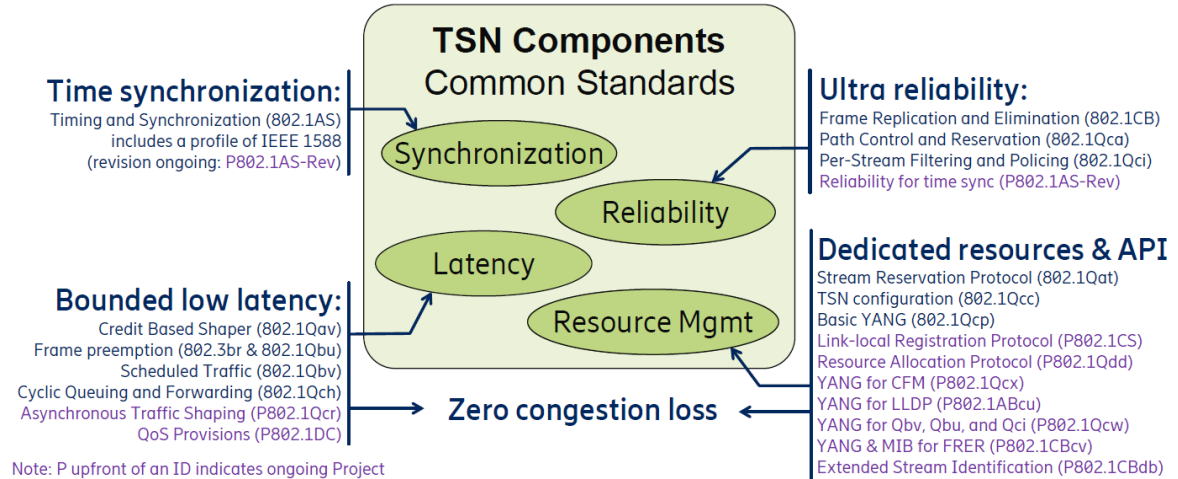 TSN Components
Common Standards
Synchronization
Reliability
Latency
Resource Mgmt
Time synchronization:
Timing and Synchronization (802.1AS)
includes a profile of IEEE 1588
(revision ongoing: P802.1AS-Rev)
Ultra reliability:
Frame Replication and Elimination (802.1CB)
Path Control and Reservation (802.1Qca)
Per-Stream Filtering and Policing (802.1Qci)
Reliability for time sync (P802.1AS-Rev)
Bounded low latency:
Credit Based Shaper (802.1Qav)
Frame preemption (802.3br & 802.1Qbu)
Scheduled Traffic (802.1Qbv)
Cyclic Queuing and Forwarding (802.1Qch)
Asynchronous Traffic Shaping (P802.1Qcr)
QoS Provisions (P802.1DC)
Zero congestion loss
Dedicated resources & API
Stream Reservation Protocol (802.1Qat)
TSN configuration (802.1Qcc)
Basic YANG (802.1Qcp)
Link-local Registration Protocol (P802.1CS)
Resource Allocation Protocol (P802.1Qdd)
YANG for CFM (P802.1Qcx)
YANG for LLDP (P802.1ABcu)
YANG for Qbv, Qbu, and Qci (P802.1Qcw)
YANG & MIB for FRER (P802.1CBcv)
Extended Stream Identification (P802.1CBdb)
Note: P upfront of an ID indicates ongoing Project